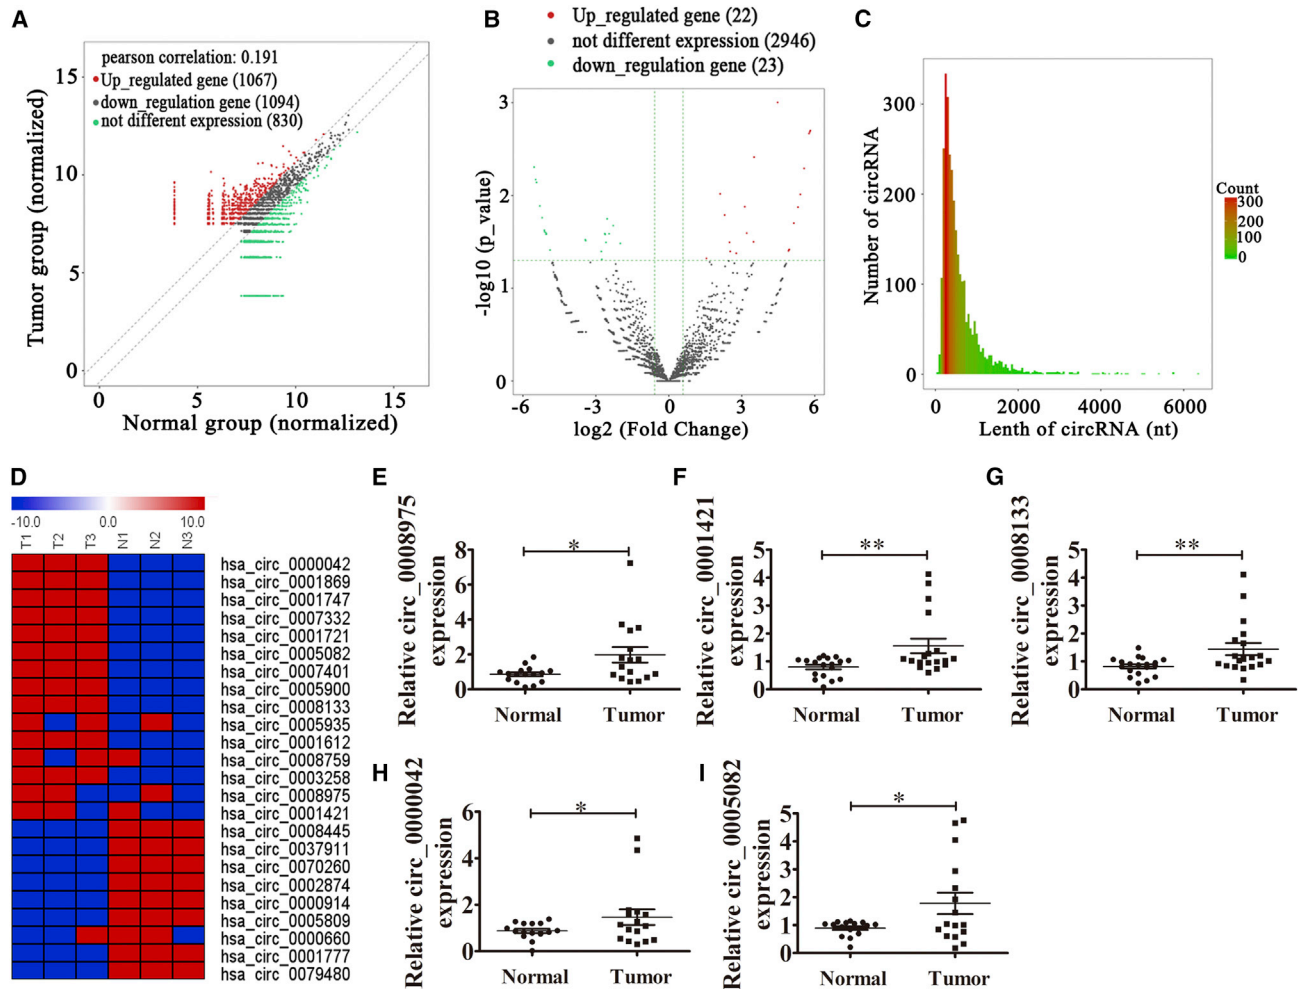 A
pearson correlation: 0.191
Up_regulated gene (1067)
down_regulation gene (1094)
not different expression (830)
15
10
5
0
0 5 10 15
Tumor group (normalized)
Normal group (normalized)
B
Up_regulated gene (22)
not different expression (2946)
down_regulation gene (23)
3
2
1
0
-6 -3 0 3 6
-log10 (p_value)
log2 (Fold Change)
C
300
200
100
0
0 2000 4000 6000
Number of circRNA
Lenth of circRNA (nt)
Count
300
200
100
0
D
-10.0 0.0 10.0
T1 T2 T3 N1 N2 N3
hsa_circ_0000042
hsa_circ_0001869
hsa_circ_0001747
hsa_circ_0007332
hsa_circ_0001721
hsa_circ_0005082
hsa_circ_0007401
hsa_circ_0005900
hsa_circ_0008133
hsa_circ_0005935
hsa_circ_0001612
hsa_circ_0008759
hsa_circ_0003258
hsa_circ_0008975
hsa_circ_0001421
hsa_circ_0008445
hsa_circ_0037911
hsa_circ_0070260
hsa_circ_0002874
hsa_circ_0000914
hsa_circ_0005809
hsa_circ_0000660
hsa_circ_0001777
hsa_circ_0079480
E
Relative circ_0008975
expression
8
6
4
2
0
*
Normal Tumor
F
Relative circ_0001421
expression
5
4
3
2
1
0
**
Normal Tumor
G
Relative circ_0008133
expression
5
4
3
2
1
0
**
Normal Tumor
H
Relative circ_0000042
expression
6
4
2
0
*
Normal Tumor
I
Relative circ_0005082
expression
5
4
3
2
1
0
*
Normal Tumor